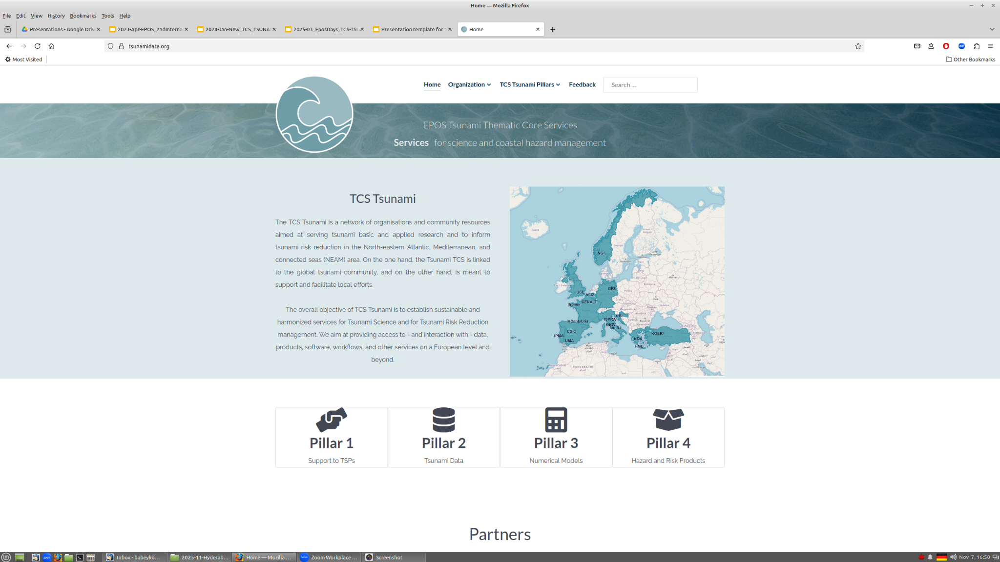 Home — Mozilla Firefox
File Edit View History Bookmarks Tools Help
Presentations - Google Driv
2023-Apr-EPOS_2ndInterna
2024-Jan-New_TCS_TSUNA
2025-03_EposDays_TCS-TSU
Presentation template for
Home
tsunamidata.org
Most Visited
Other Bookmarks
Home Organization TCS Tsunami Pillars Feedback Search ...
EPOS Tsunami Thematic Core Services
Services for science and coastal hazard management
TCS Tsunami
The TCS Tsunami is a network of organisations and community resources
aimed at serving tsunami basic and applied research and to inform
tsunami risk reduction in the North-eastern Atlantic, Mediterranean, and
connected seas (NEAM) area. On the one hand, the Tsunami TCS is linked
to the global tsunami community, and on the other hand, is meant to
support and facilitate local efforts.
The overall objective of TCS Tsunami is to establish sustainable and
harmonized services for Tsunami Science and for Tsunami Risk Reduction
management. We aim at providing access to - and interaction with - data,
products, software, workflows, and other services on a European level and
beyond.
Ísland
NGI
UCL
VLIZ
GFZ
Ifremer
CENALT
IHCantabria
ISPRA
RBI
INGV
UniNa
CSIC
IPMA
UMA
NOA
KOERI
HMU
Pillar 1
Support to TSPs
Pillar 2
Tsunami Data
Pillar 3
Numerical Models
Pillar 4
Hazard and Risk Products
Partners
zoom
Inbox - babeyko...
2025-11-Hyderab...
Home — Mozilla ...
Zoom Workplace ...
Screenshot
Nov 7, 16:50